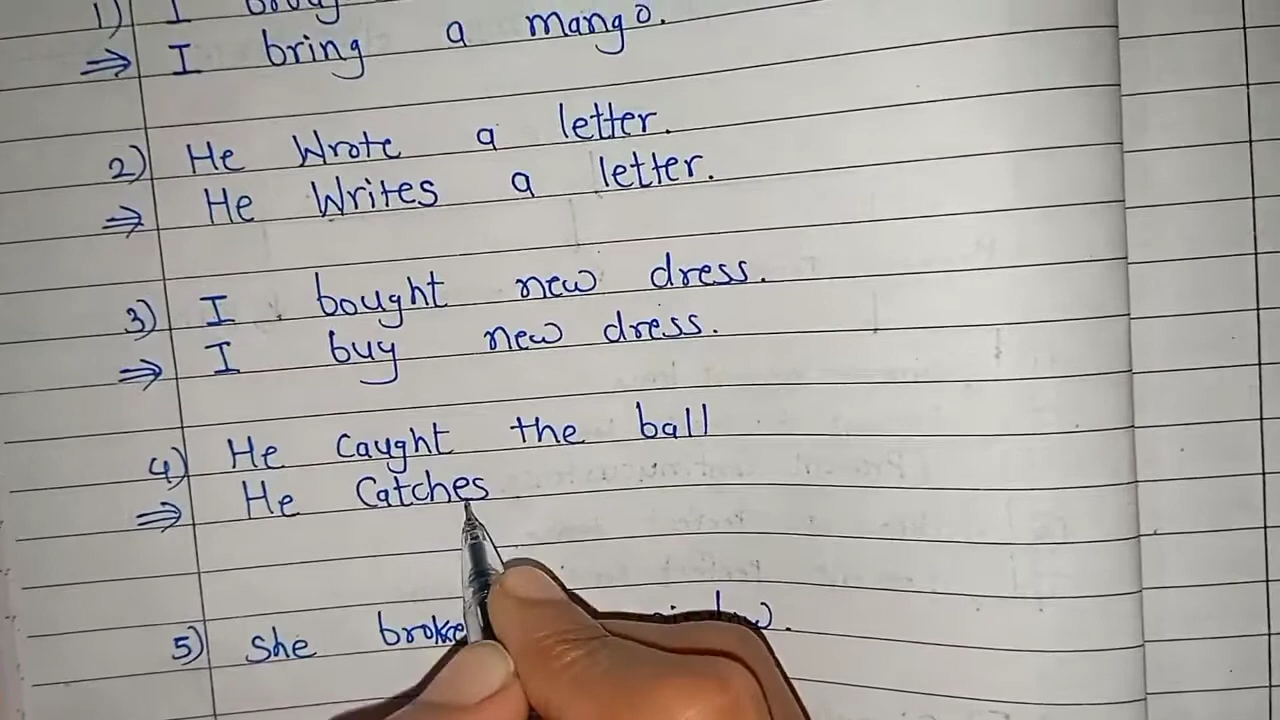 1) I
⇒ I bring a mango.
2) He Wrote a letter.
⇒ He Writes a letter.
3) I bought new dress.
⇒ I buy new dress.
4) He Caught the ball
⇒ He Catches
5) She broke